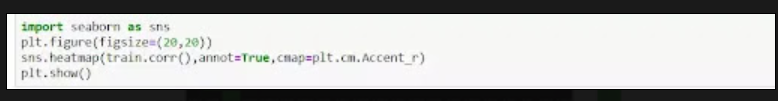 import seaborn as sns
plt.figure(figsize=(20,20))
sns.heatmap(train.corr(),annot=True,cmap=plt.cm.Accent_r)
plt.show()